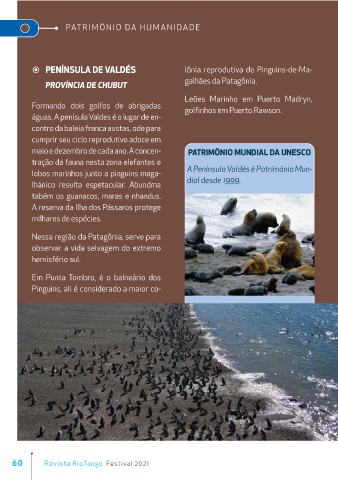 PATRIMÔNIO DA HUMANIDADE
PENÍNSULA DE VALDÉS
PROVÍNCIA DE CHUBUT
Formando dois golfos de abrigadas
águas. A penísula Valdes é o lugar de en-
contro da baleia franca austas, ode para
cumprir seu ciclo reprodutivo adoce em
maio e dezembro de cada ano. A concen-
tração da fauna nesta zona elefantes e
lobos marinhos junto a pinguins maga-
lhánico resulta espetacular. Abundma
tabém os guanacos, maras e nhandus.
A reserva da Ilha dos Pássaros protege
milhares de espécies.
Nessa região da Patagônia, serve para
observar a vida selvagem do extremo
hemisfério sul.
Em Punta Tombro, é o balneário dos
Pinguins, ali é considerado a maior co-
lônia reprodutiva de Pinguins-de-Ma-
galhães da Patagônia.
Leões Marinho em Puerto Madryn,
golfinhos em Puerto Rawson.
PATRIMÔNIO MUNDIAL DA UNESCO
A Península Valdés é Patrimônio Mun-
dial desde 1999.
60 Revista RioTango Festival 2021